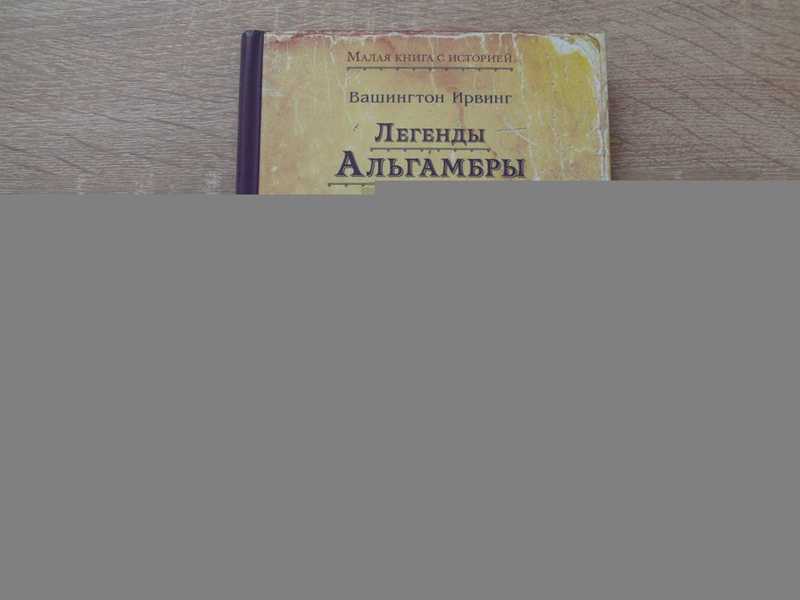 Малая книга с историей
Вашингтон Ирвинг
Легенды
Альгамбры